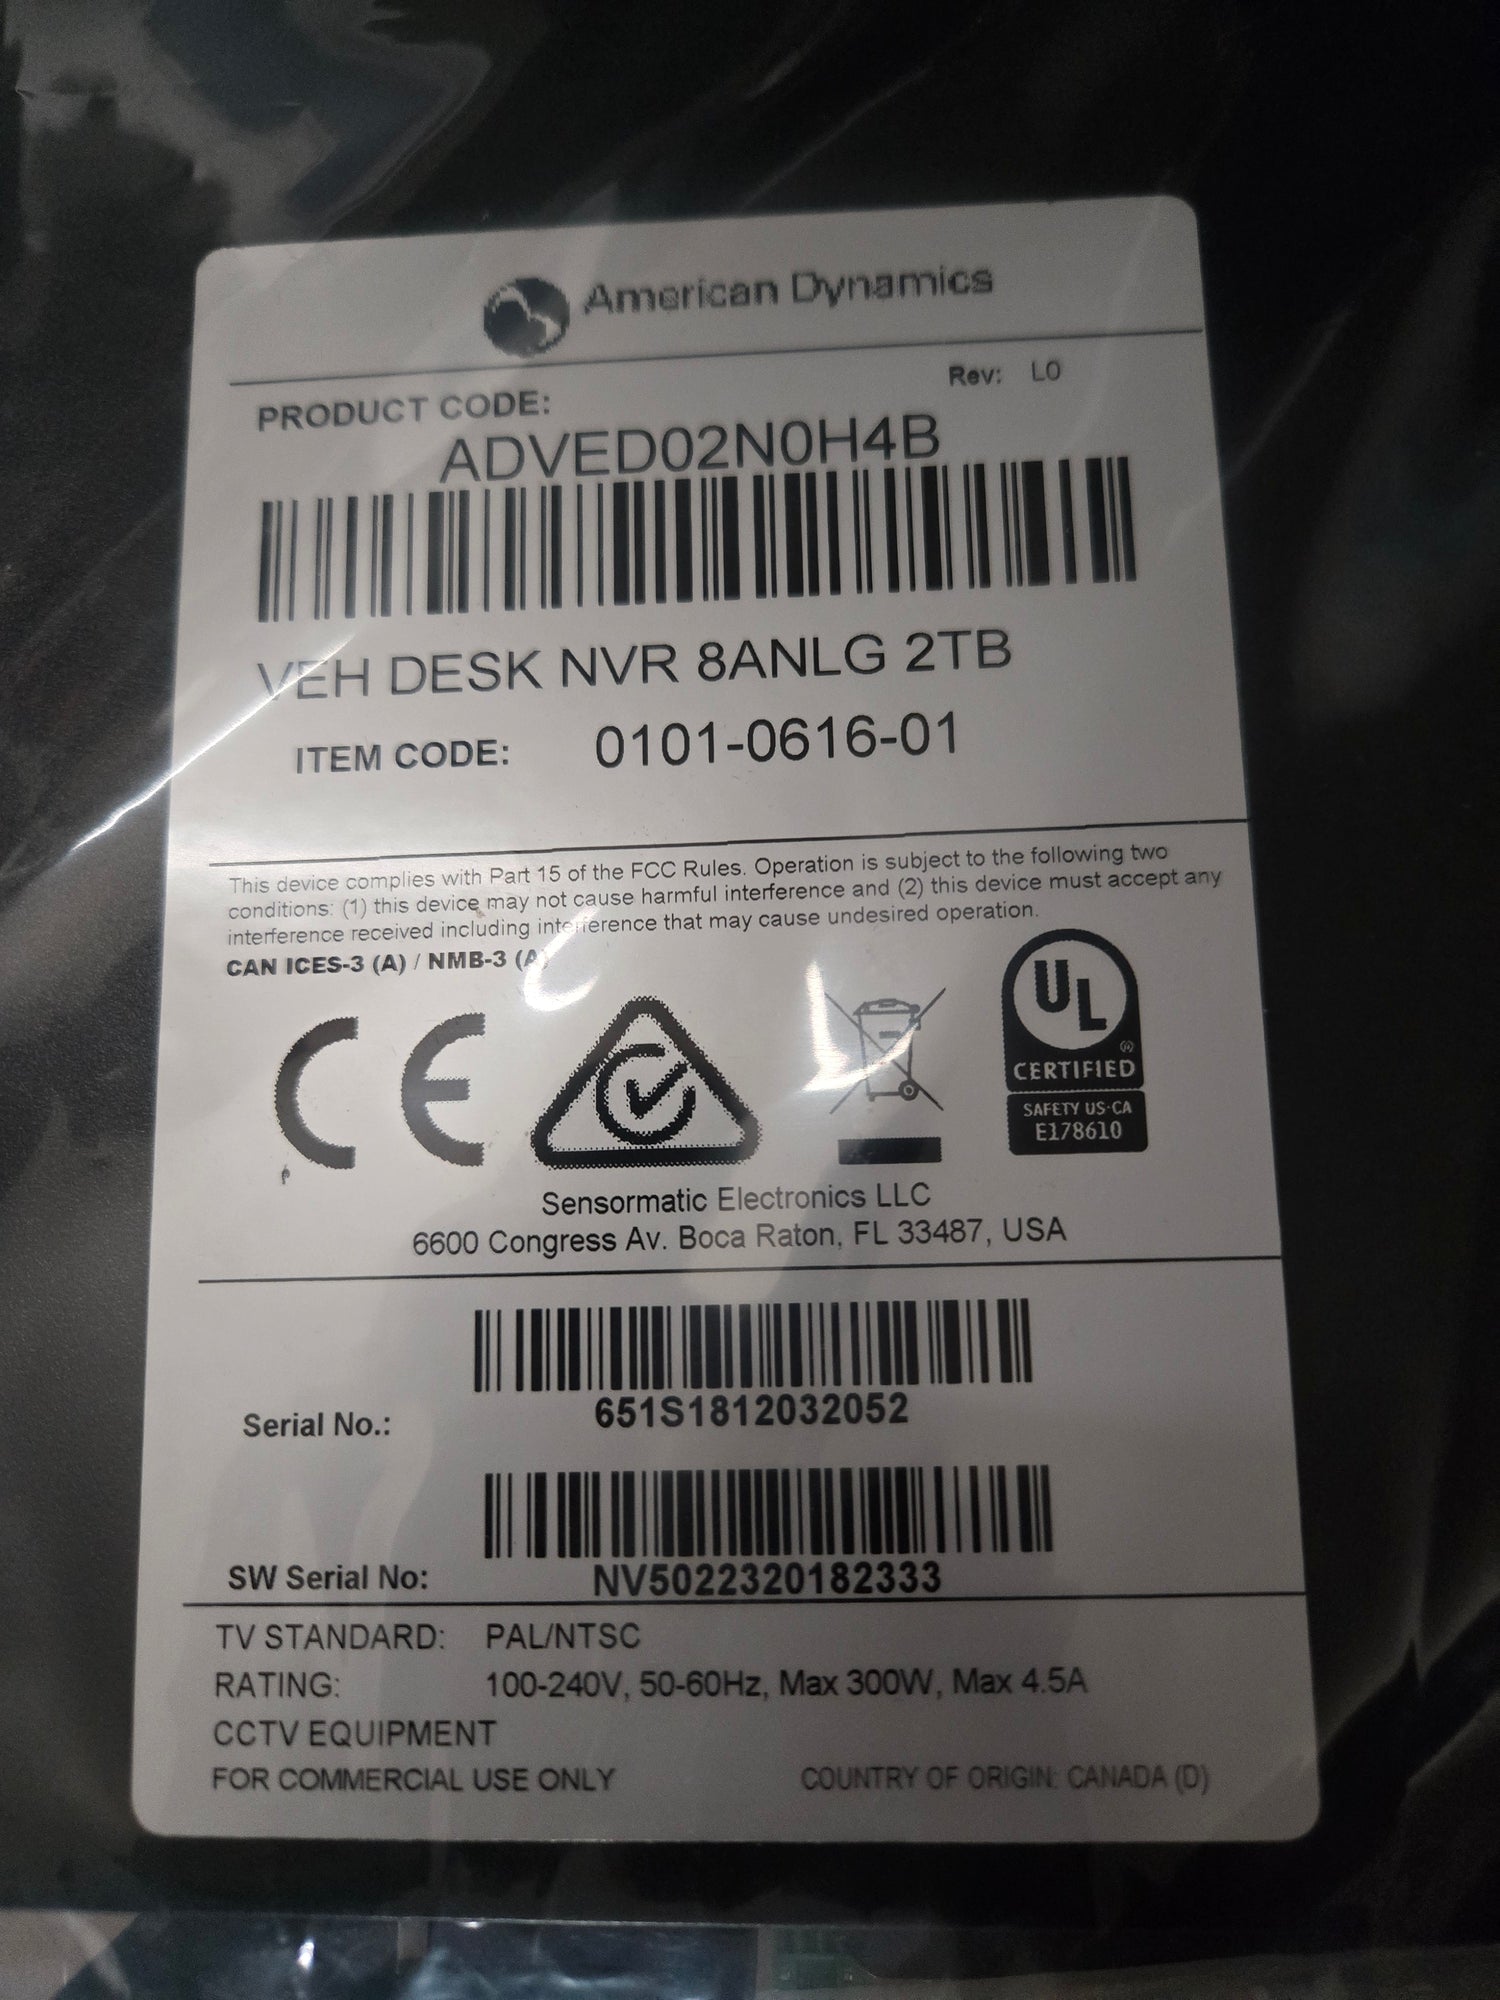 American Dynamics
Rev: L0
PRODUCT CODE:
ADVED02N0H4B
VEH DESK NVR 8ANLG 2TB
ITEM CODE: 0101-0616-01
This device complies with Part 15 of the FCC Rules. Operation is subject to the following two
conditions: (1) this device may not cause harmful interference and (2) this device must accept any
interference received including interference that may cause undesired operation.
CAN ICES-3 (A) / NMB-3 (A)
CE
UL
®
CERTIFIED
SAFETY US-CA
E178610
Sensormatic Electronics LLC
6600 Congress Av. Boca Raton, FL 33487, USA
Serial No.: 651S1812032052
SW Serial No: NV5022320182333
TV STANDARD: PAL/NTSC
RATING: 100-240V, 50-60Hz, Max 300W, Max 4.5A
CCTV EQUIPMENT
FOR COMMERCIAL USE ONLY COUNTRY OF ORIGIN: CANADA (D)